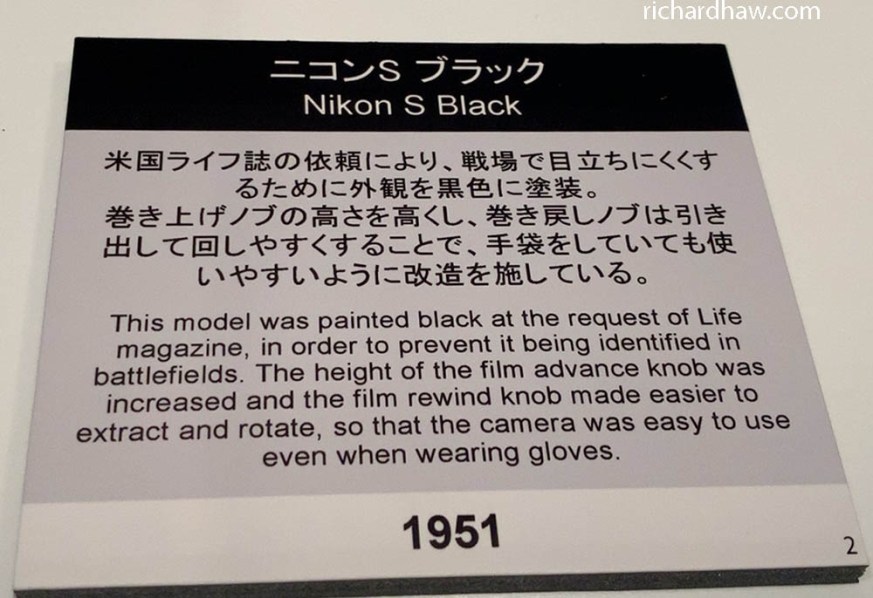 richardhaw.com
ニコンS ブラック
Nikon S Black
米国ライフ誌の依頼により、戦場で目立ちにくくす
るために外観を黒色に塗装。
巻き上げノブの高さを高くし、巻き戻しノブは引き
出して回しやすくすることで、手袋をしていても使
いやすいように改造を施している。
This model was painted black at the request of Life
magazine, in order to prevent it being identified in
battlefields. The height of the film advance knob was
increased and the film rewind knob made easier to
extract and rotate, so that the camera was easy to use
even when wearing gloves.
1951
2